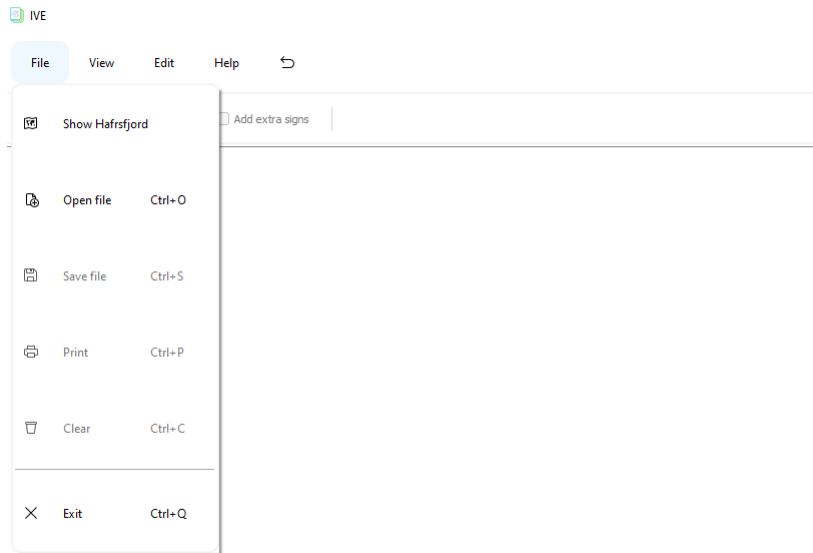 IVE
File View Edit Help
Show Hafrsfjord
Add extra signs
Open file Ctrl+O
Save file Ctrl+S
Print Ctrl+P
Clear Ctrl+C
Exit Ctrl+Q